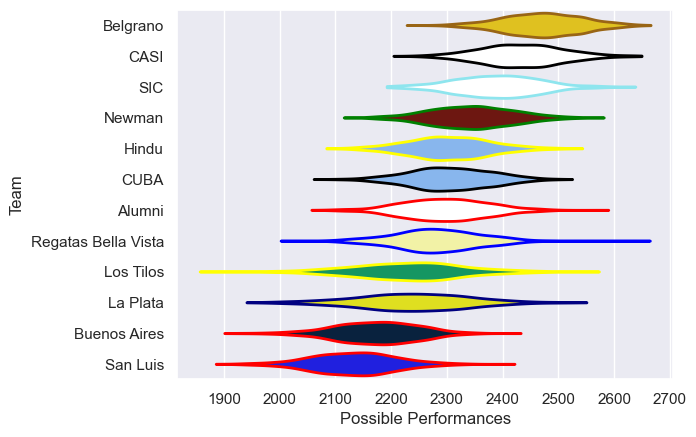 Belgrano
CASI
SIC
Newman
Hindu
CUBA
Alumni
Regatas Bella Vista
Los Tilos
La Plata
Buenos Aires
San Luis
Team
1900 2000 2100 2200 2300 2400 2500 2600 2700
Possible Performances